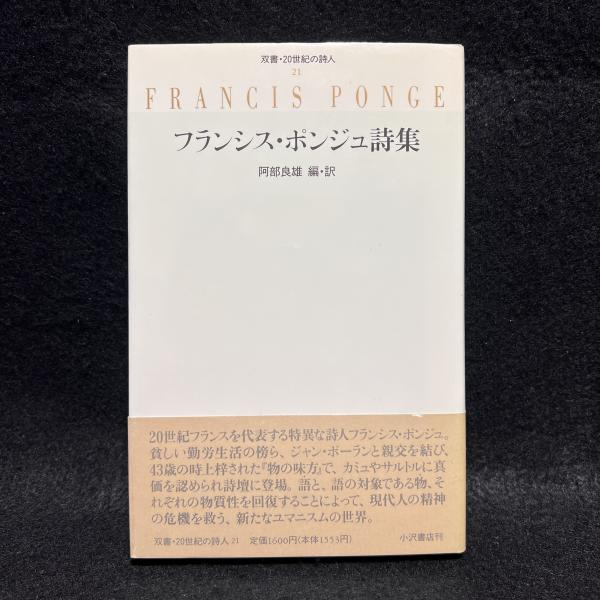 双書・20世紀の詩人
21
FRANCIS PONGE
フランシス・ポンジュ詩集
阿部良雄 編・訳
20世紀フランスを代表する特異な詩人フランシス・ポンジュ。
貧しい勤労生活の傍ら、ジャン・ポーランと親交を結び、
43歳の時上梓された『物の味方』で、カミュやサルトルに真
価を認められ詩壇に登場。語と、語の対象である物、そ
れぞれの物質性を回復することによって、現代人の精神
の危機を救う、新たなユマニスムの世界。
双書・20世紀の詩人 21 定価1600円(本体1553円) 小沢書店刊